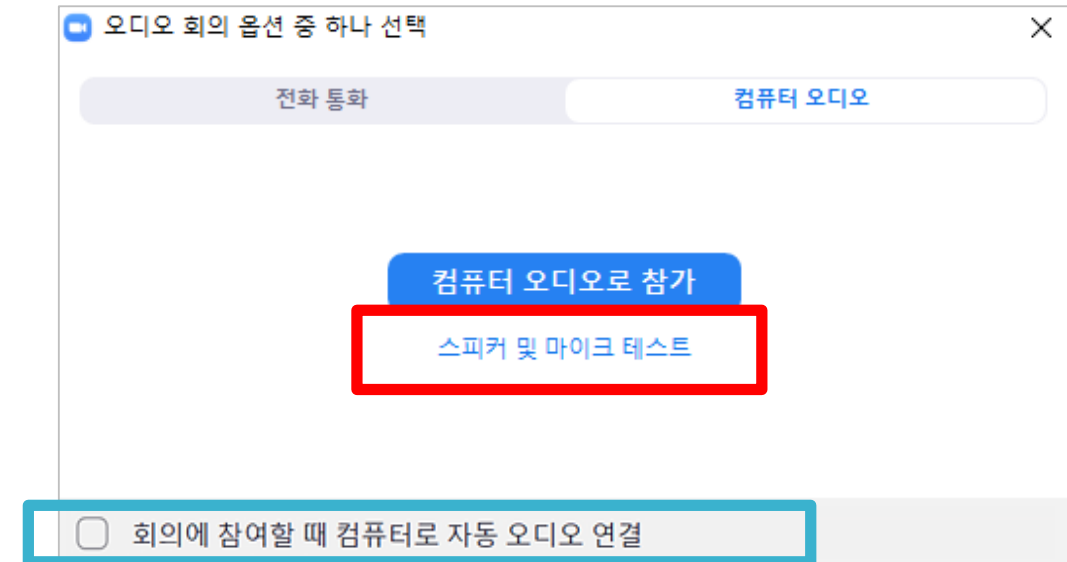 오디오 회의 옵션 중 하나 선택
전화 통화
컴퓨터 오디오
컴퓨터 오디오로 참가
스피커 및 마이크 테스트
회의에 참여할 때 컴퓨터로 자동 오디오 연결